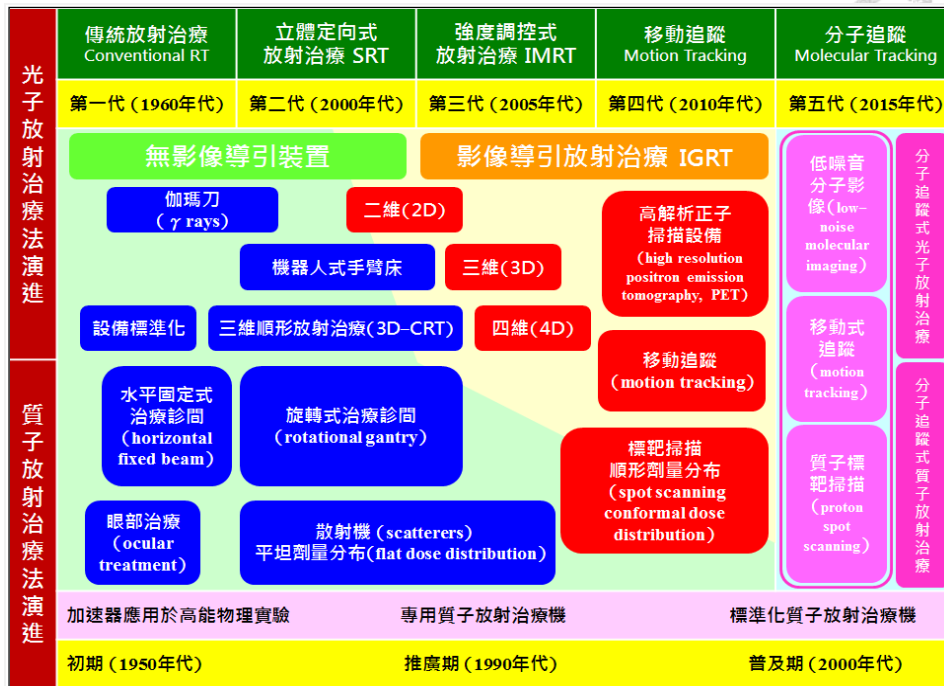 傳統放射治療
Conventional RT
立體定向式
放射治療 SRT
強度調控式
放射治療 IMRT
移動追蹤
Motion Tracking
分子追蹤
Molecular Tracking
光子放射治療法演進
第一代 (1960年代)
第二代 (2000年代)
第三代 (2005年代)
第四代 (2010年代)
第五代 (2015年代)
無影像導引裝置
影像導引放射治療 IGRT
伽瑪刀
(γ rays)
二維(2D)
高解析正子
掃描設備
(high resolution
positron emission
tomography, PET)
低噪音
分子影
像(low–
noise
molecular
imaging)
分子追蹤式光子放射治療
機器人式手臂床
三維(3D)
設備標準化
三維順形放射治療(3D–CRT)
四維(4D)
移動追蹤
(motion tracking)
移動式
追蹤
(motion
tracking)
質子放射治療法演進
水平固定式
治療診間
(horizontal
fixed beam)
旋轉式治療診間
(rotational gantry)
標靶掃描
順形劑量分布
(spot scanning
conformal dose
distribution)
質子標
靶掃描
(proton
spot
scanning)
分子追蹤式質子放射治療
眼部治療
(ocular
treatment)
散射機 (scatterers)
平坦劑量分布(flat dose distribution)
加速器應用於高能物理實驗
專用質子放射治療機
標準化質子放射治療機
初期 (1950年代)
推廣期 (1990年代)
普及期 (2000年代)